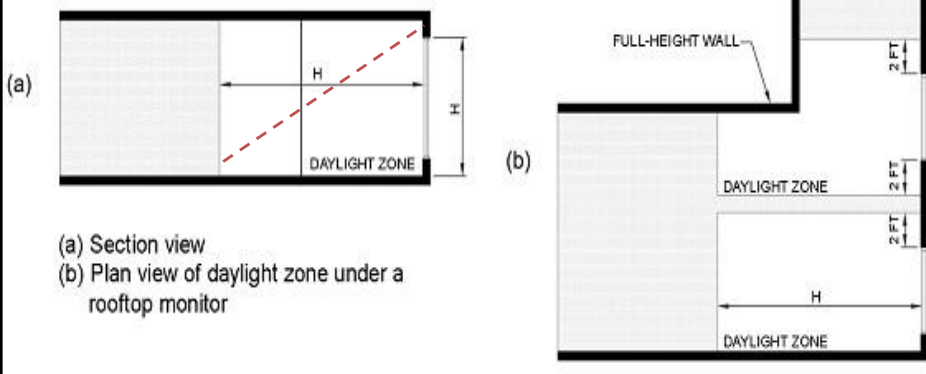 (a)
H
H
DAYLIGHT ZONE
(a) Section view
(b) Plan view of daylight zone under a
rooftop monitor
(b)
FULL-HEIGHT WALL
2 FT
DAYLIGHT ZONE
2 FT
2 FT
H
DAYLIGHT ZONE